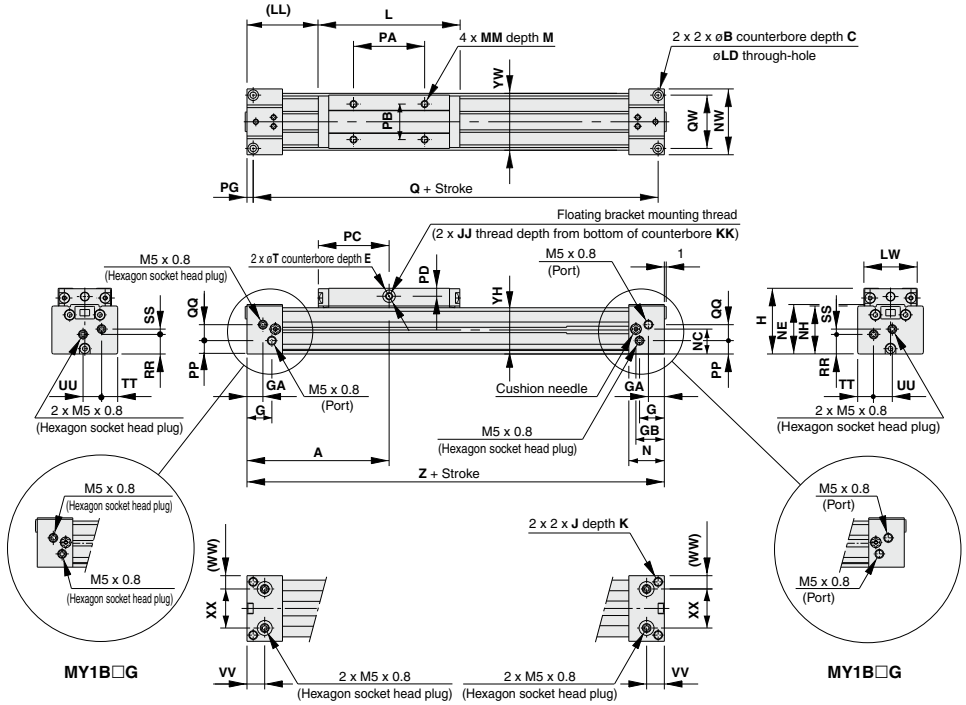 (LL)
L
PA
4 x MM depth M
2 x 2 x øB counterbore depth C
øLD through-hole
YW
PB
QW
NW
PG
Q + Stroke
Floating bracket mounting thread
(2 x JJ thread depth from bottom of counterbore KK)
PC
M5 x 0.8
(Hexagon socket head plug)
2 x øT counterbore depth E
PD
M5 x 0.8
(Port)
1
LW
SS
QQ
YH
QQ
H
NE
NH
SS
NC
RR
PP
PP
RR
UU
TT
GA
G
M5 x 0.8
(Port)
Cushion needle
GA
G
GB
N
TT
UU
2 x M5 x 0.8
(Hexagon socket head plug)
M5 x 0.8
(Hexagon socket head plug)
2 x M5 x 0.8
(Hexagon socket head plug)
A
Z + Stroke
M5 x 0.8
(Hexagon socket head plug)
M5 x 0.8
(Hexagon socket head plug)
M5 x 0.8
(Port)
M5 x 0.8
(Port)
2 x 2 x J depth K
(WW)
XX
(WW)
XX
VV
VV
2 x M5 x 0.8
(Hexagon socket head plug)
2 x M5 x 0.8
(Hexagon socket head plug)
MY1B□G
MY1B□G